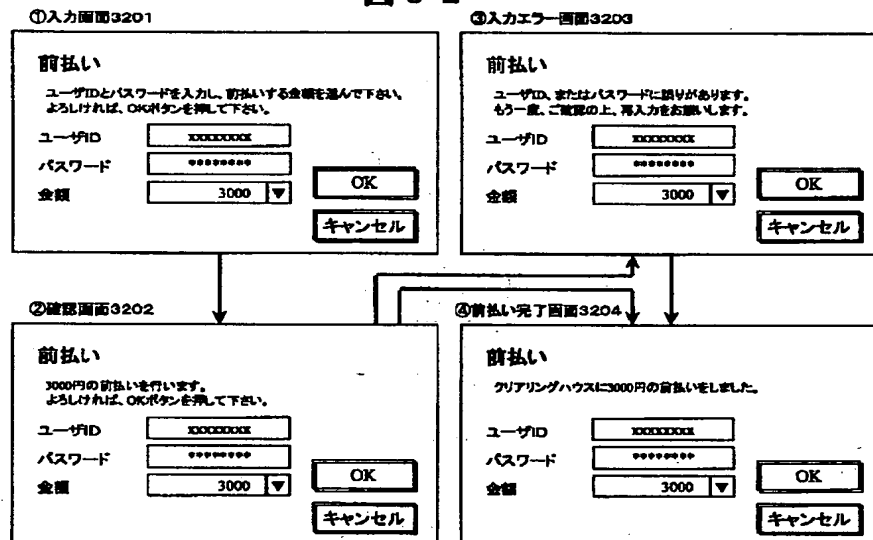 ①入力画面3201
前払い
ユーザIDとパスワードを入力し、前払いする金額を選んで下さい。
よろしければ、OKボタンを押して下さい。
ユーザID xxxxxxxx
パスワード ********
金額 3000 ▼
OK
キャンセル
③入力エラー画面3203
前払い
ユーザID、またはパスワードに誤りがあります。
もう一度、ご確認の上、再入力をお願いします。
ユーザID xxxxxxxx
パスワード ********
金額 3000 ▼
OK
キャンセル
②確認画面3202
前払い
3000円の前払いを行います。
よろしければ、OKボタンを押して下さい。
ユーザID xxxxxxxx
パスワード ********
金額 3000 ▼
OK
キャンセル
④前払い完了画面3204
前払い
クリアリングハウスに3000円の前払いをしました。
ユーザID xxxxxxxx
パスワード ********
金額 3000 ▼
OK
キャンセル